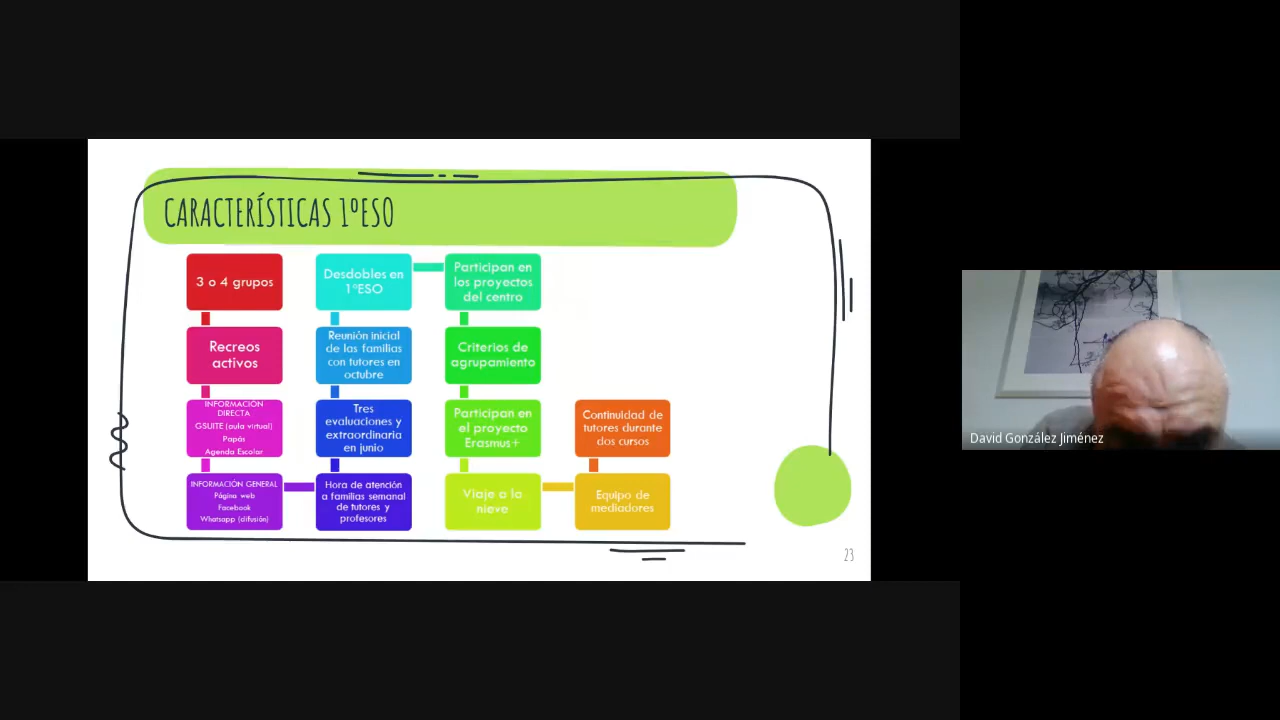 CARACTERÍSTICAS 1ºESO
3 o 4 grupos
Recreos
activos
INFORMACIÓN
DIRECTA
GSUITE (aula virtual)
Papás
Agenda Escolar
INFORMACIÓN GENERAL
Página web
Facebook
Whatsapp (difusión)
Desdobles en
1ºESO
Reunión inicial
de las familias
con tutores en
octubre
Tres
evaluaciones y
extraordinaria
en junio
Hora de atención
a familias semanal
de tutores y
profesores
Participan en
los proyectos
del centro
Criterios de
agrupamiento
Participan en
el proyecto
Erasmus+
Viaje a la
nieve
Continuidad de
tutores durante
dos cursos
Equipo de
mediadores
23
David González Jiménez